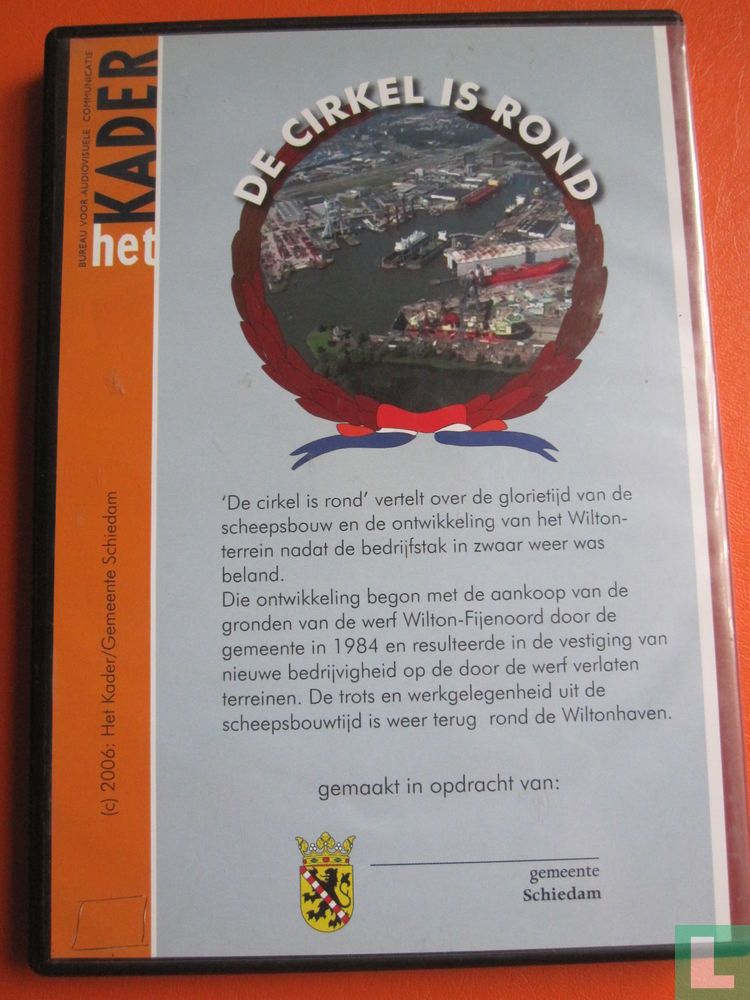 BUREAU VOOR AUDIOVISUELE COMMUNICATIE
het KADER
(c) 2006: Het Kader/Gemeente Schiedam
DE CIRKEL IS ROND
'De cirkel is rond' vertelt over de glorietijd van de
scheepsbouw en de ontwikkeling van het Wilton-
terrein nadat de bedrijfstak in zwaar weer was
beland.
Die ontwikkeling begon met de aankoop van de
gronden van de werf Wilton-Fijenoord door de
gemeente in 1984 en resulteerde in de vestiging van
nieuwe bedrijvigheid op de door de werf verlaten
terreinen. De trots en werkgelegenheid uit de
scheepsbouwtijd is weer terug rond de Wiltonhaven.
gemaakt in opdracht van:
gemeente
Schiedam